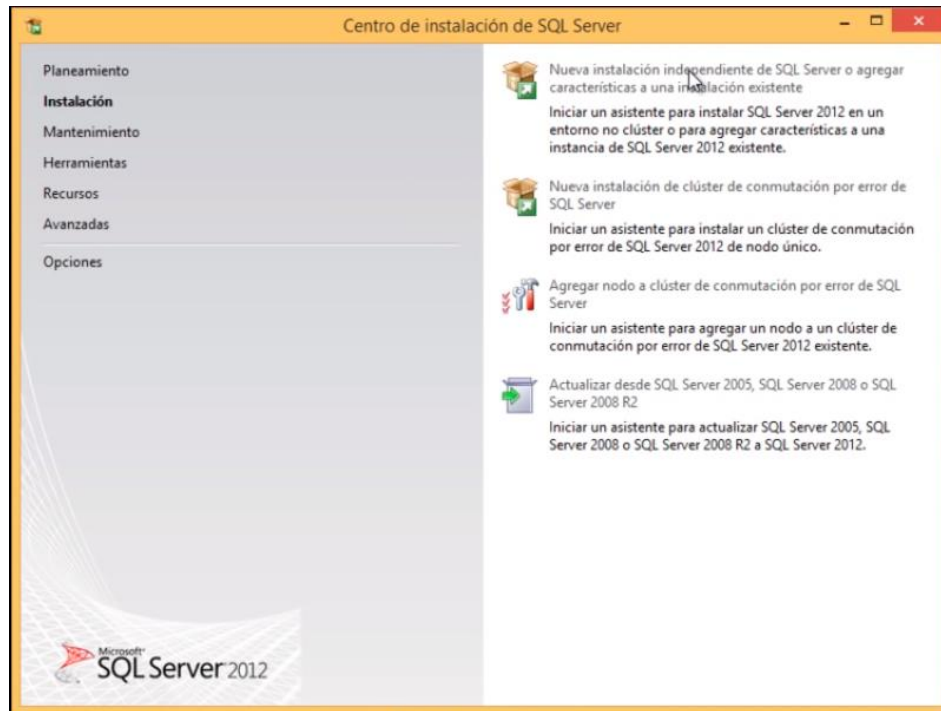 Centro de instalación de SQL Server
Planeamiento
Instalación
Mantenimiento
Herramientas
Recursos
Avanzadas
Opciones
Nueva instalación independiente de SQL Server o agregar
características a una instalación existente
Iniciar un asistente para instalar SQL Server 2012 en un
entorno no clúster o para agregar características a una
instancia de SQL Server 2012 existente.
Nueva instalación de clúster de conmutación por error de
SQL Server
Iniciar un asistente para instalar un clúster de conmutación
por error de SQL Server 2012 de nodo único.
Agregar nodo a clúster de conmutación por error de SQL
Server
Iniciar un asistente para agregar un nodo a un clúster de
conmutación por error de SQL Server 2012 existente.
Actualizar desde SQL Server 2005, SQL Server 2008 o SQL
Server 2008 R2
Iniciar un asistente para actualizar SQL Server 2005, SQL
Server 2008 o SQL Server 2008 R2 a SQL Server 2012.
Microsoft
SQL Server 2012